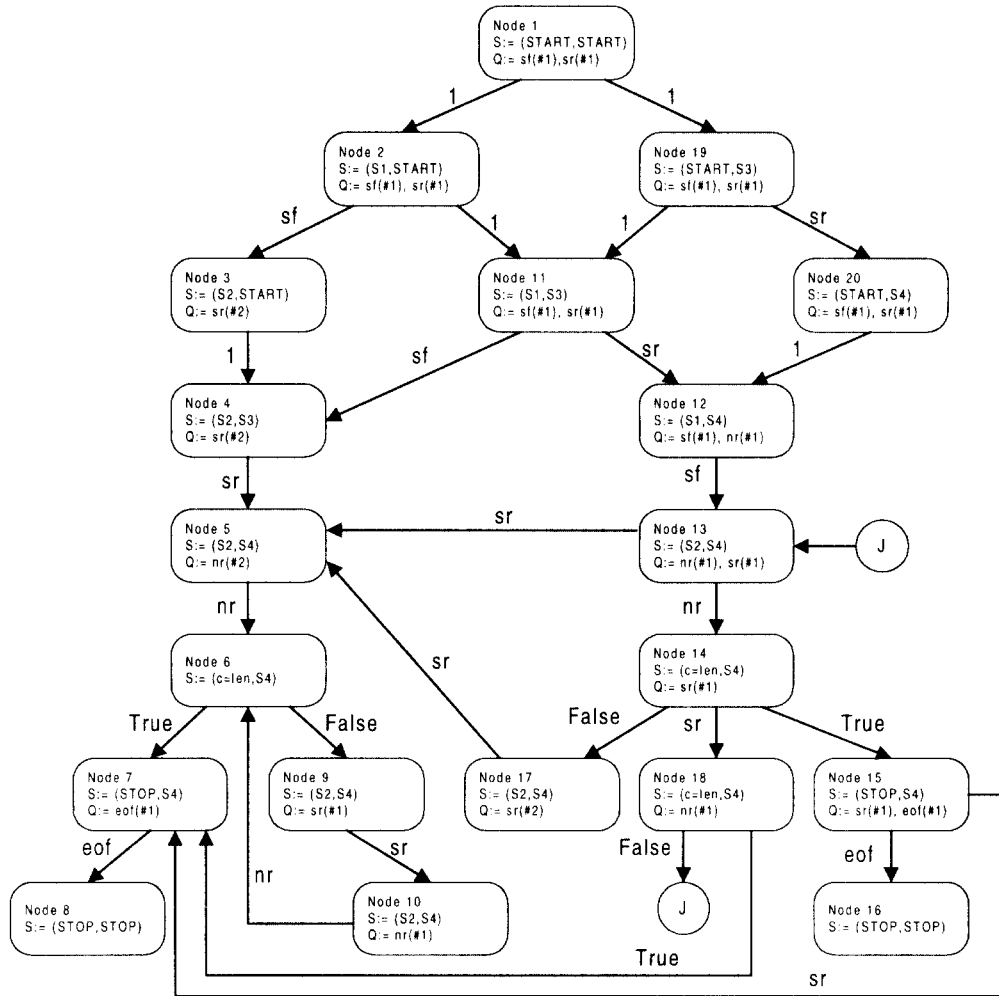 Node 1
S:= (START,START)
Q:= sf(#1),sr(#1)
1
1
Node 2
S:= (S1,START)
Q:= sf(#1), sr(#1)
Node 19
S:= (START,S3)
Q:= sf(#1), sr(#1)
sf
1
1
sr
Node 3
S:= (S2,START)
Q:= sr(#2)
Node 11
S:= (S1,S3)
Q:= sf(#1), sr(#1)
Node 20
S:= (START,S4)
Q:= sf(#1), sr(#1)
1
sf
sr
1
Node 4
S:= (S2,S3)
Q:= sr(#2)
Node 12
S:= (S1,S4)
Q:= sf(#1), nr(#1)
sr
sf
Node 5
S:= (S2,S4)
Q:= nr(#2)
sr
Node 13
S:= (S2,S4)
Q:= nr(#1), sr(#1)
J
nr
nr
Node 6
S:= (c=len,S4)
sr
Node 14
S:= (c=len,S4)
Q:= sr(#1)
True
False
False
sr
True
Node 7
S:= (STOP,S4)
Q:= eof(#1)
Node 9
S:= (S2,S4)
Q:= sr(#1)
Node 17
S:= (S2,S4)
Q:= sr(#2)
Node 18
S:= (c=len,S4)
Q:= nr(#1)
Node 15
S:= (STOP,S4)
Q:= sr(#1), eof(#1)
eof
nr
sr
False
eof
Node 8
S:= (STOP,STOP)
Node 10
S:= (S2,S4)
Q:= nr(#1)
J
Node 16
S:= (STOP,STOP)
True
sr